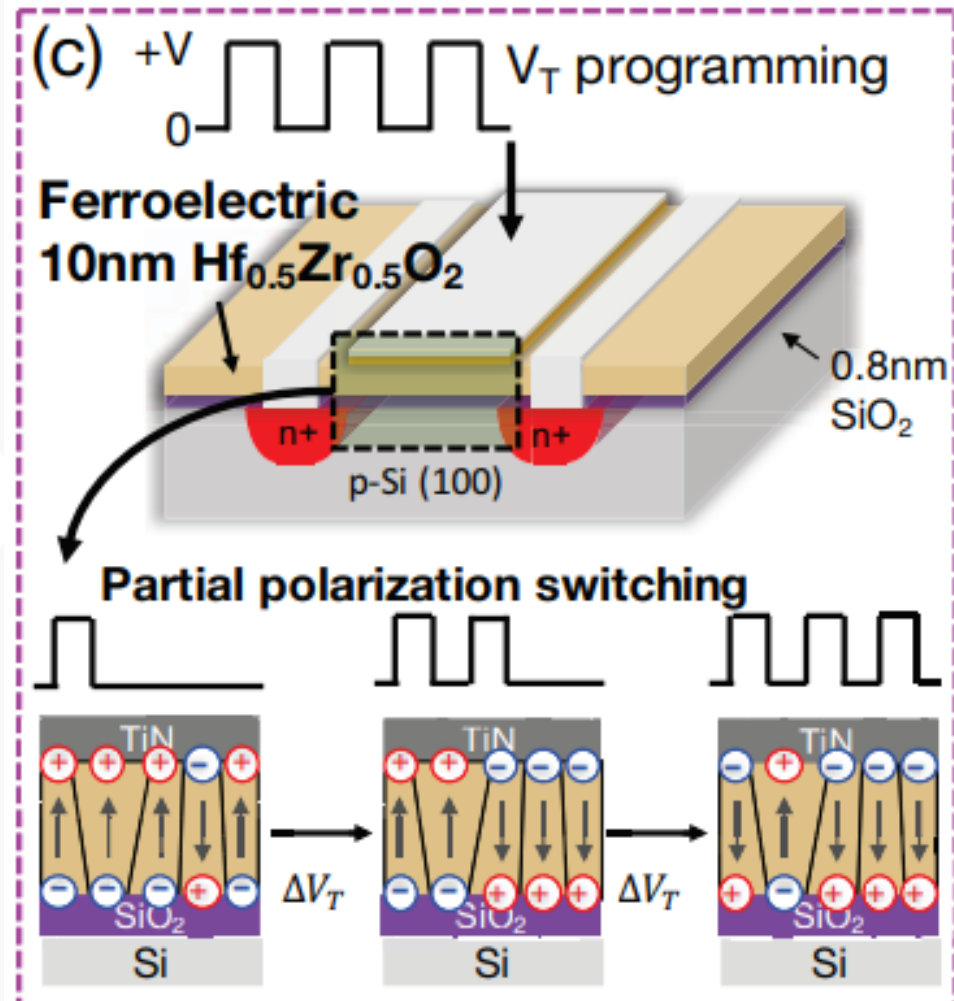 (c) +V
V_T programming
0
Ferroelectric
10nm Hf₀.₅Zr₀.₅O₂
0.8nm
SiO₂
n+ n+
p-Si (100)
Partial polarization switching
TiN TiN TiN
+ + + - + + + - - - - + - - -
- - - + - - - + + + + - + + +
ΔV_T ΔV_T
SiO₂ SiO₂ SiO₂
Si Si Si